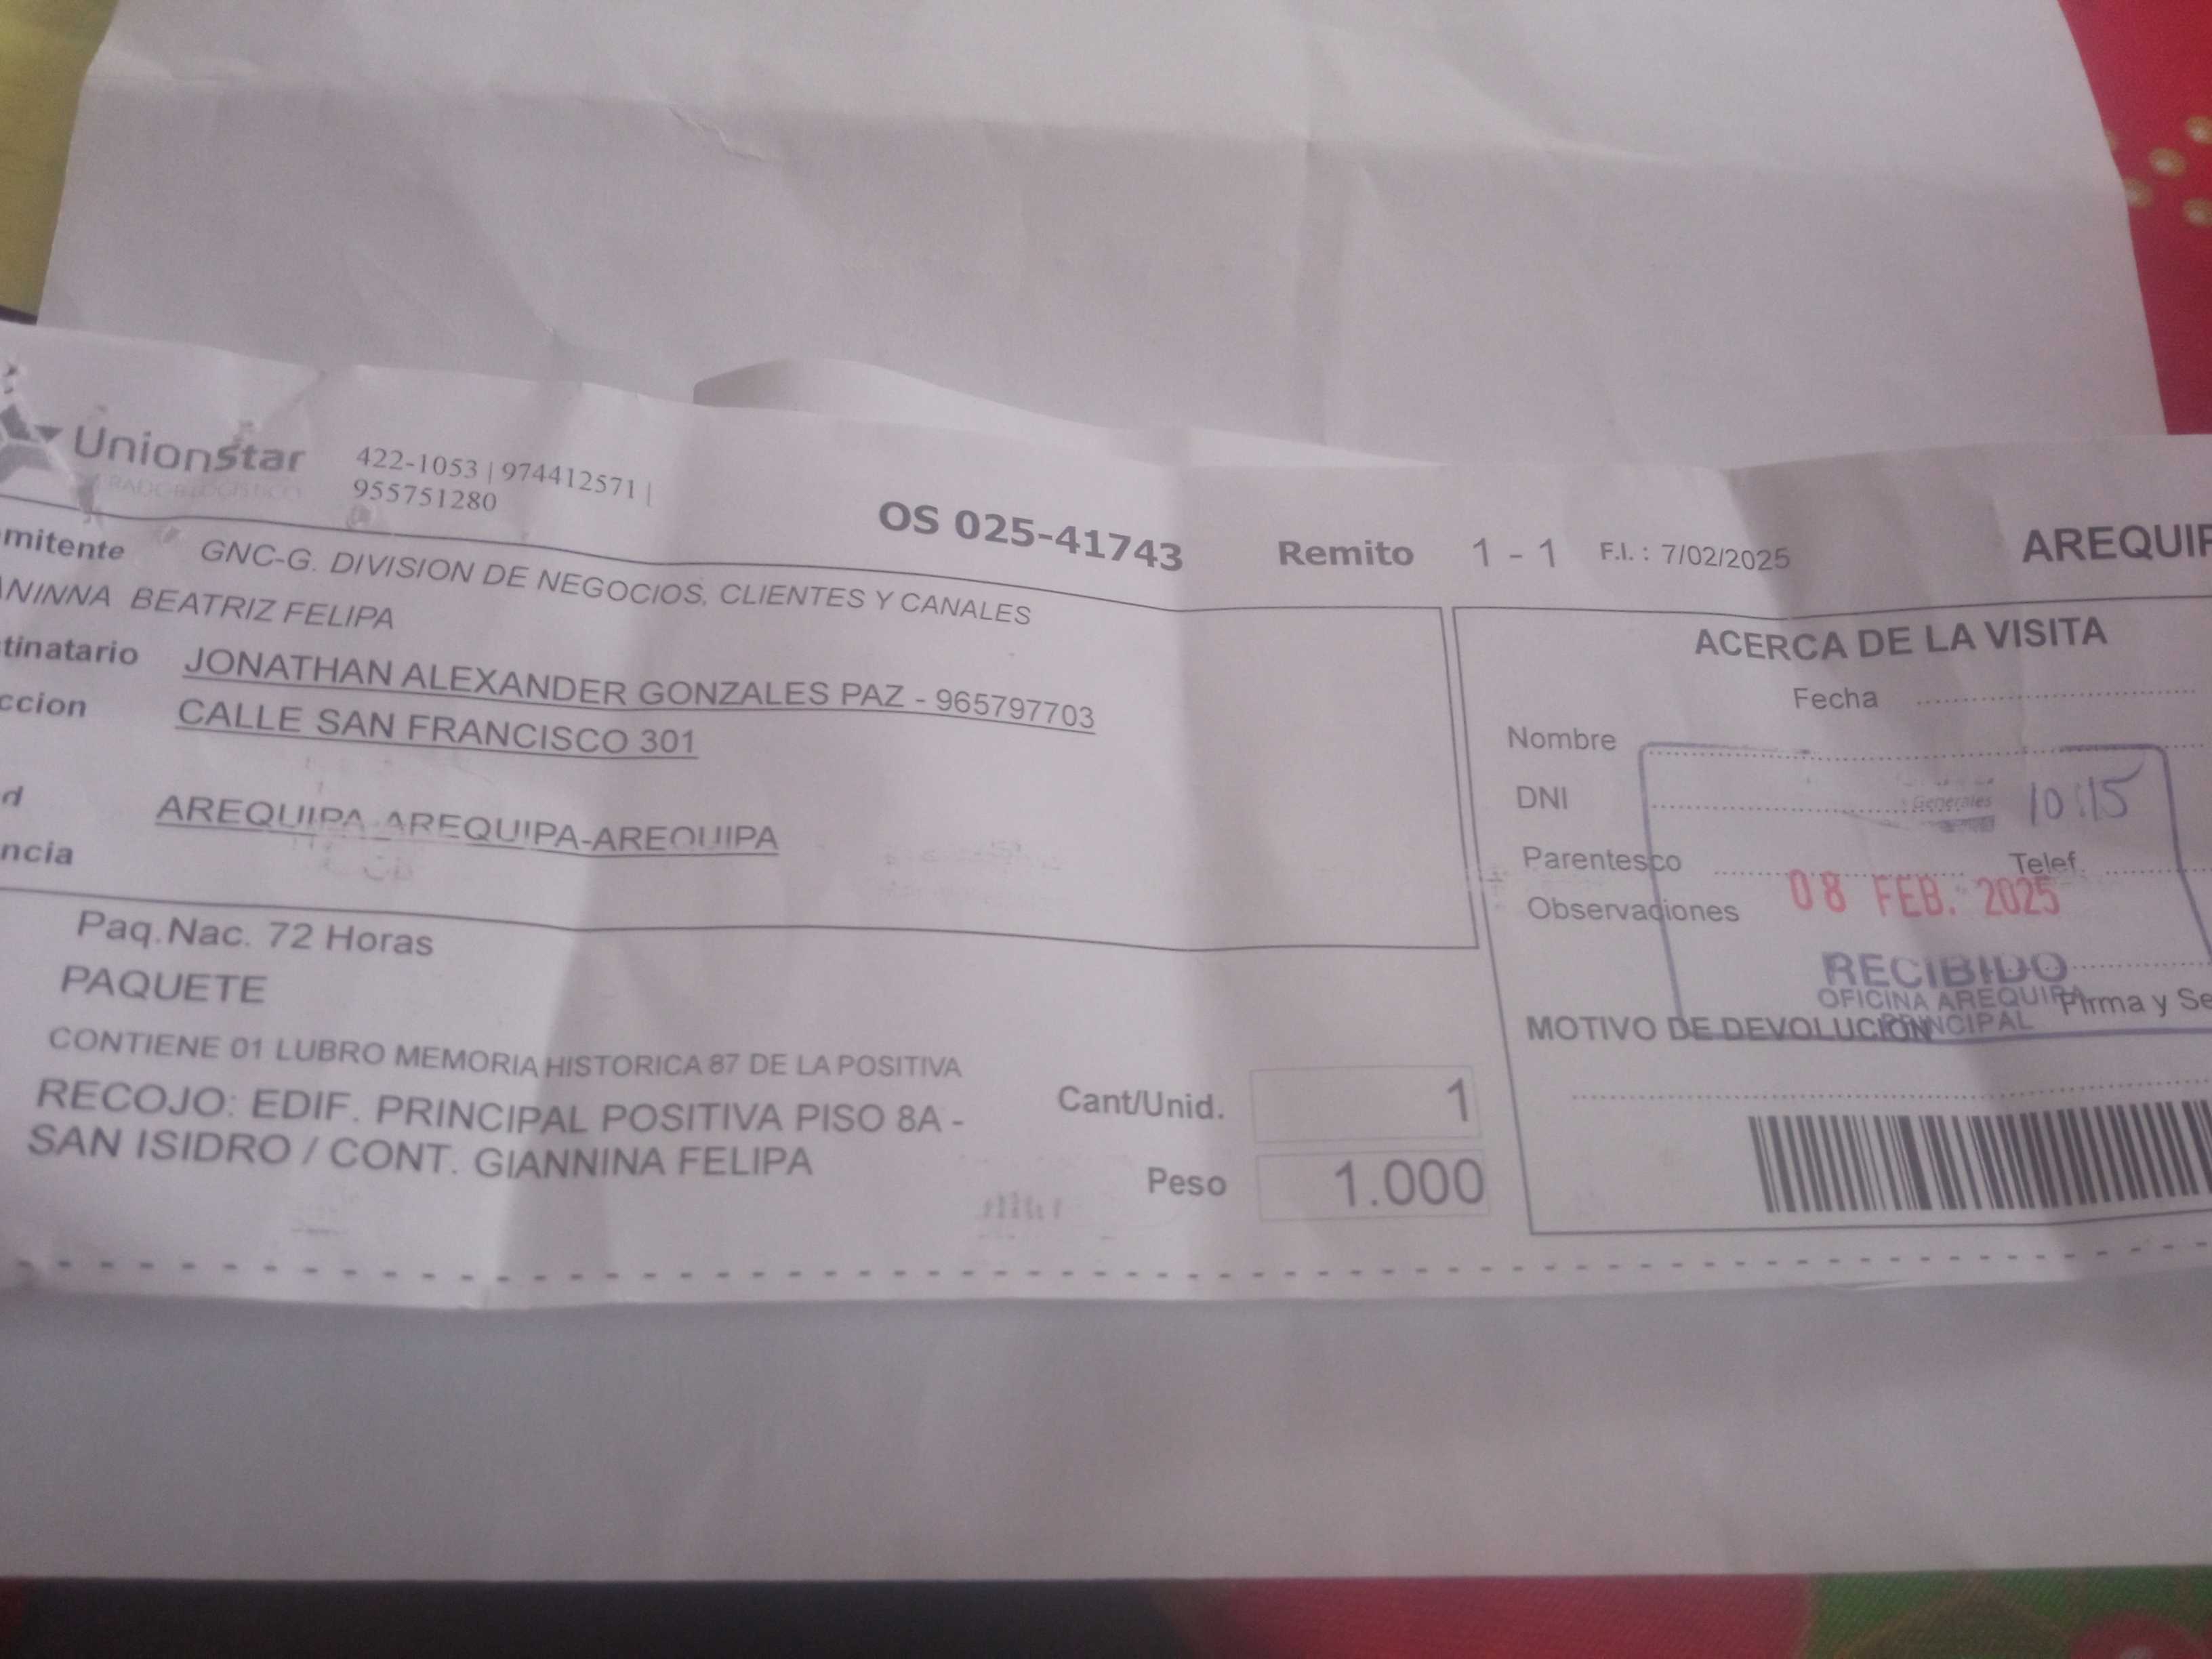 UnionStar
422-1053 | 974412571 |
955751280
OS 025-41743 Remito 1 - 1 F.I. : 7/02/2025 AREQUIP
mitente GNC-G. DIVISION DE NEGOCIOS, CLIENTES Y CANALES
NINNA BEATRIZ FELIPA
tinatario JONATHAN ALEXANDER GONZALES PAZ - 965797703
ccion CALLE SAN FRANCISCO 301
d AREQUIPA-AREQUIPA-AREQUIPA
ncia
Paq.Nac. 72 Horas
PAQUETE
CONTIENE 01 LUBRO MEMORIA HISTORICA 87 DE LA POSITIVA
RECOJO: EDIF. PRINCIPAL POSITIVA PISO 8A -
SAN ISIDRO / CONT. GIANNINA FELIPA
Cant/Unid. 1
Peso 1.000
ACERCA DE LA VISITA
Fecha
Nombre
DNI
Generales 10:15
Parentesco Telef.
Observaciones
08 FEB. 2025
RECIBIDO
OFICINA AREQUIPA
PRINCIPAL
Firma y Se
MOTIVO DE DEVOLUCION